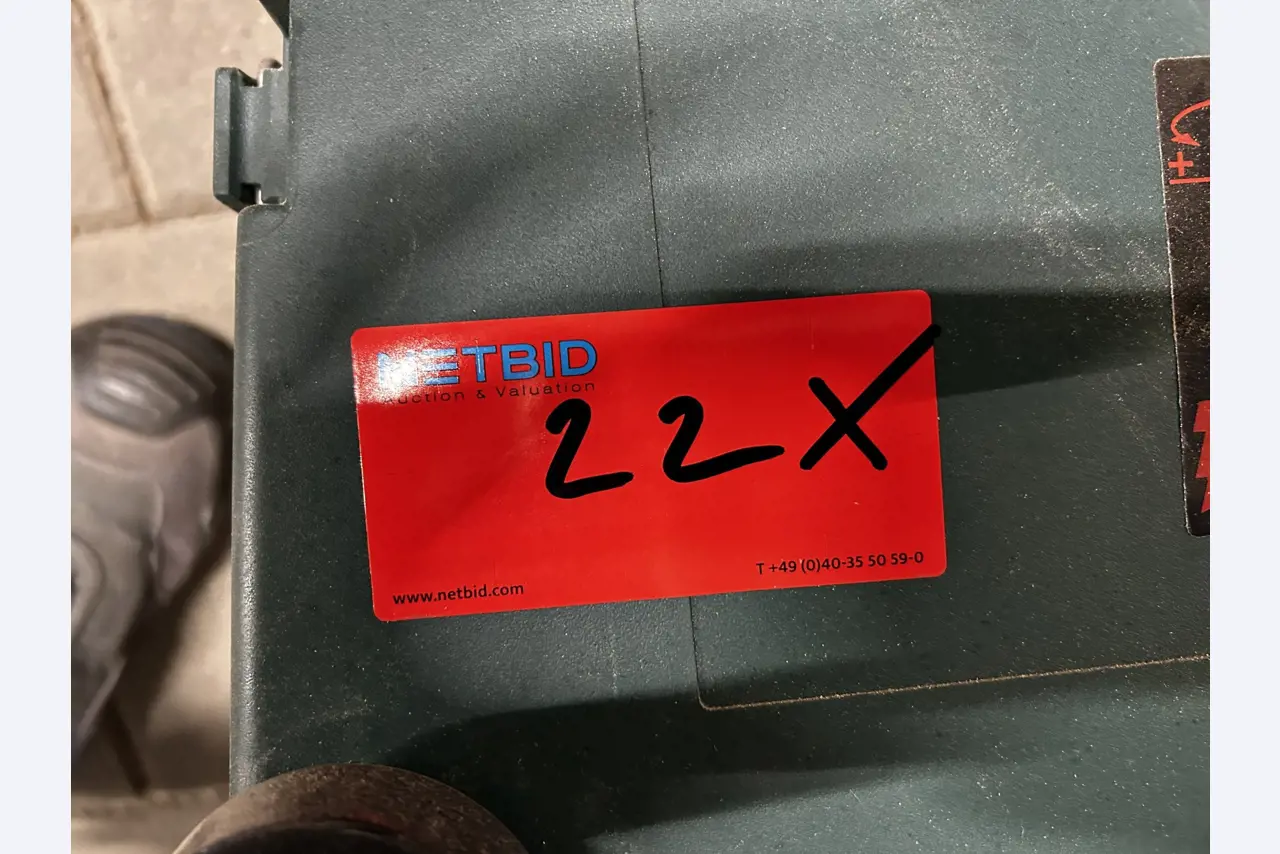 NETBID
Auction & Valuation
22X
www.netbid.com
T +49 (0)40-35 50 59-0
+